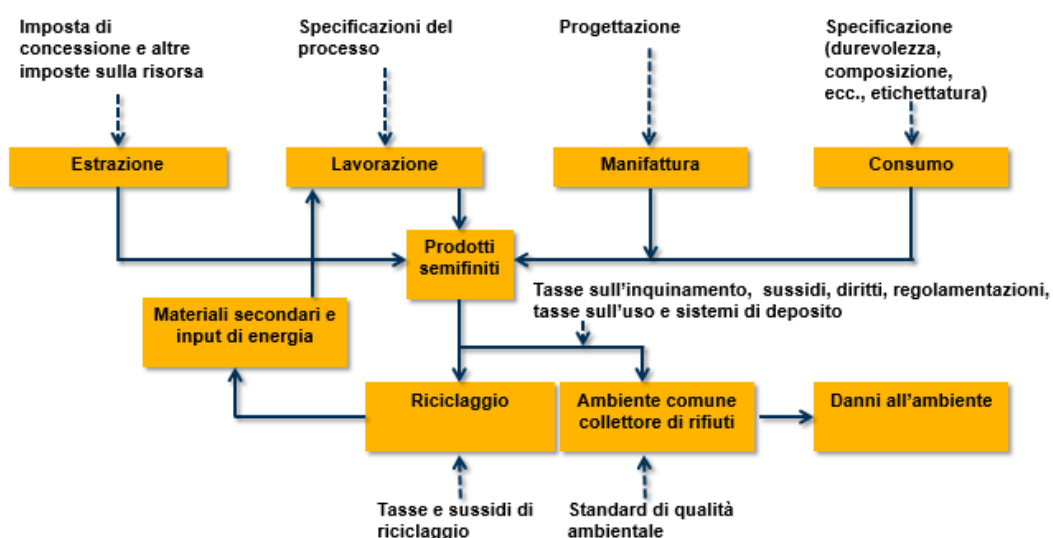 Imposta di
concessione e altre
imposte sulla risorsa
Specificazioni del
processo
Progettazione
Specificazione
(durevolezza,
composizione,
ecc., etichettatura)
Estrazione
Lavorazione
Manifattura
Consumo
Prodotti
semifiniti
Tasse sull'inquinamento, sussidi, diritti, regolamentazioni,
tasse sull'uso e sistemi di deposito
Materiali secondari e
input di energia
Riciclaggio
Ambiente comune
collettore di rifiuti
Danni all'ambiente
Tasse e sussidi di
riciclaggio
Standard di qualità
ambientale